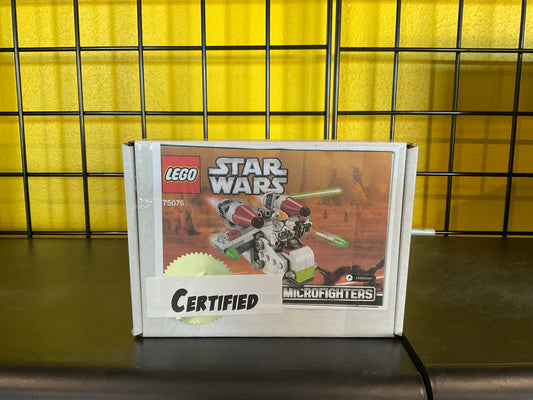 LEGO
STAR
WARS
75076
MICROFIGHTERS
CERTIFIED